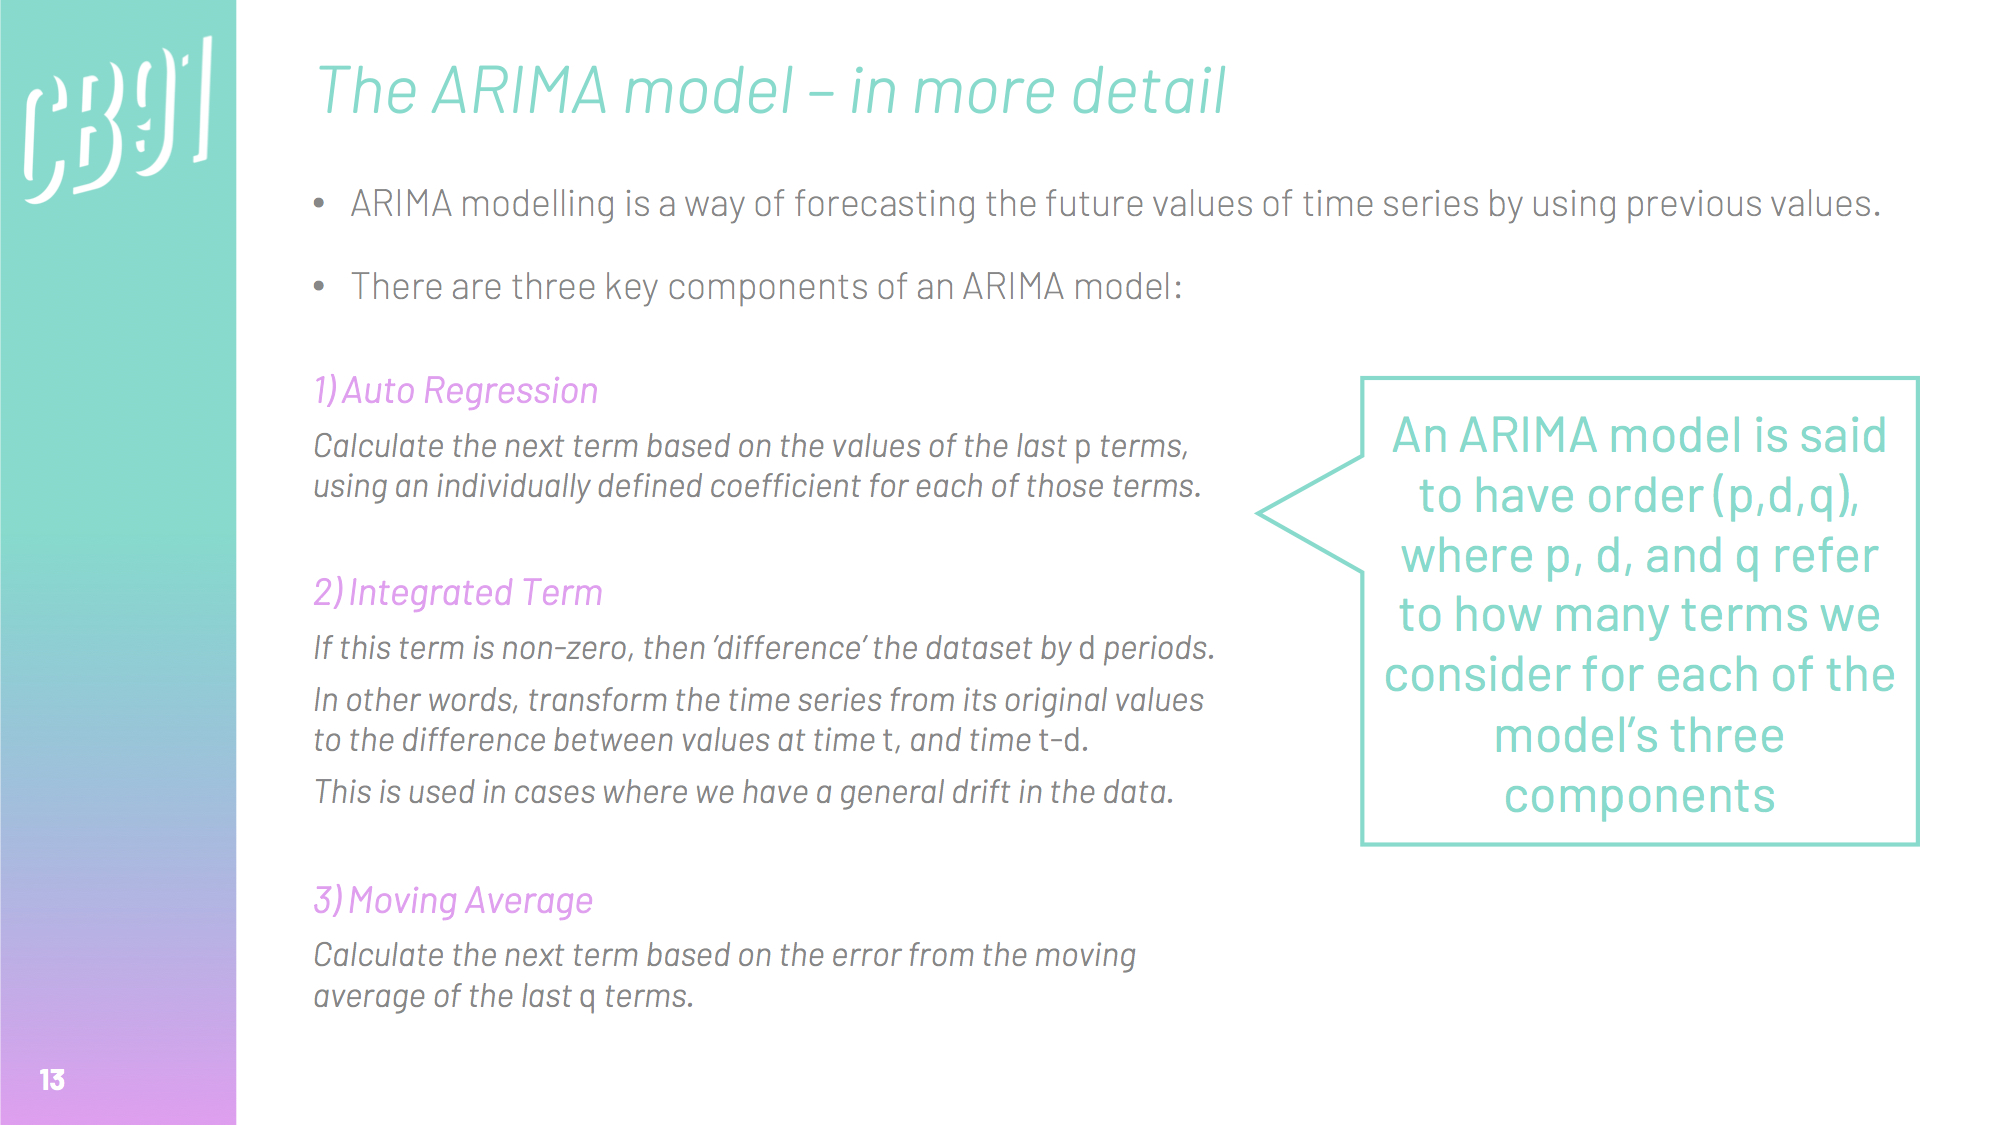 CB91
The ARIMA model – in more detail
• ARIMA modelling is a way of forecasting the future values of time series by using previous values.
• There are three key components of an ARIMA model:
1) Auto Regression
Calculate the next term based on the values of the last p terms,
using an individually defined coefficient for each of those terms.
2) Integrated Term
If this term is non-zero, then ‘difference’ the dataset by d periods.
In other words, transform the time series from its original values
to the difference between values at time t, and time t-d.
This is used in cases where we have a general drift in the data.
3) Moving Average
Calculate the next term based on the error from the moving
average of the last q terms.
An ARIMA model is said
to have order (p,d,q),
where p, d, and q refer
to how many terms we
consider for each of the
model’s three
components
13